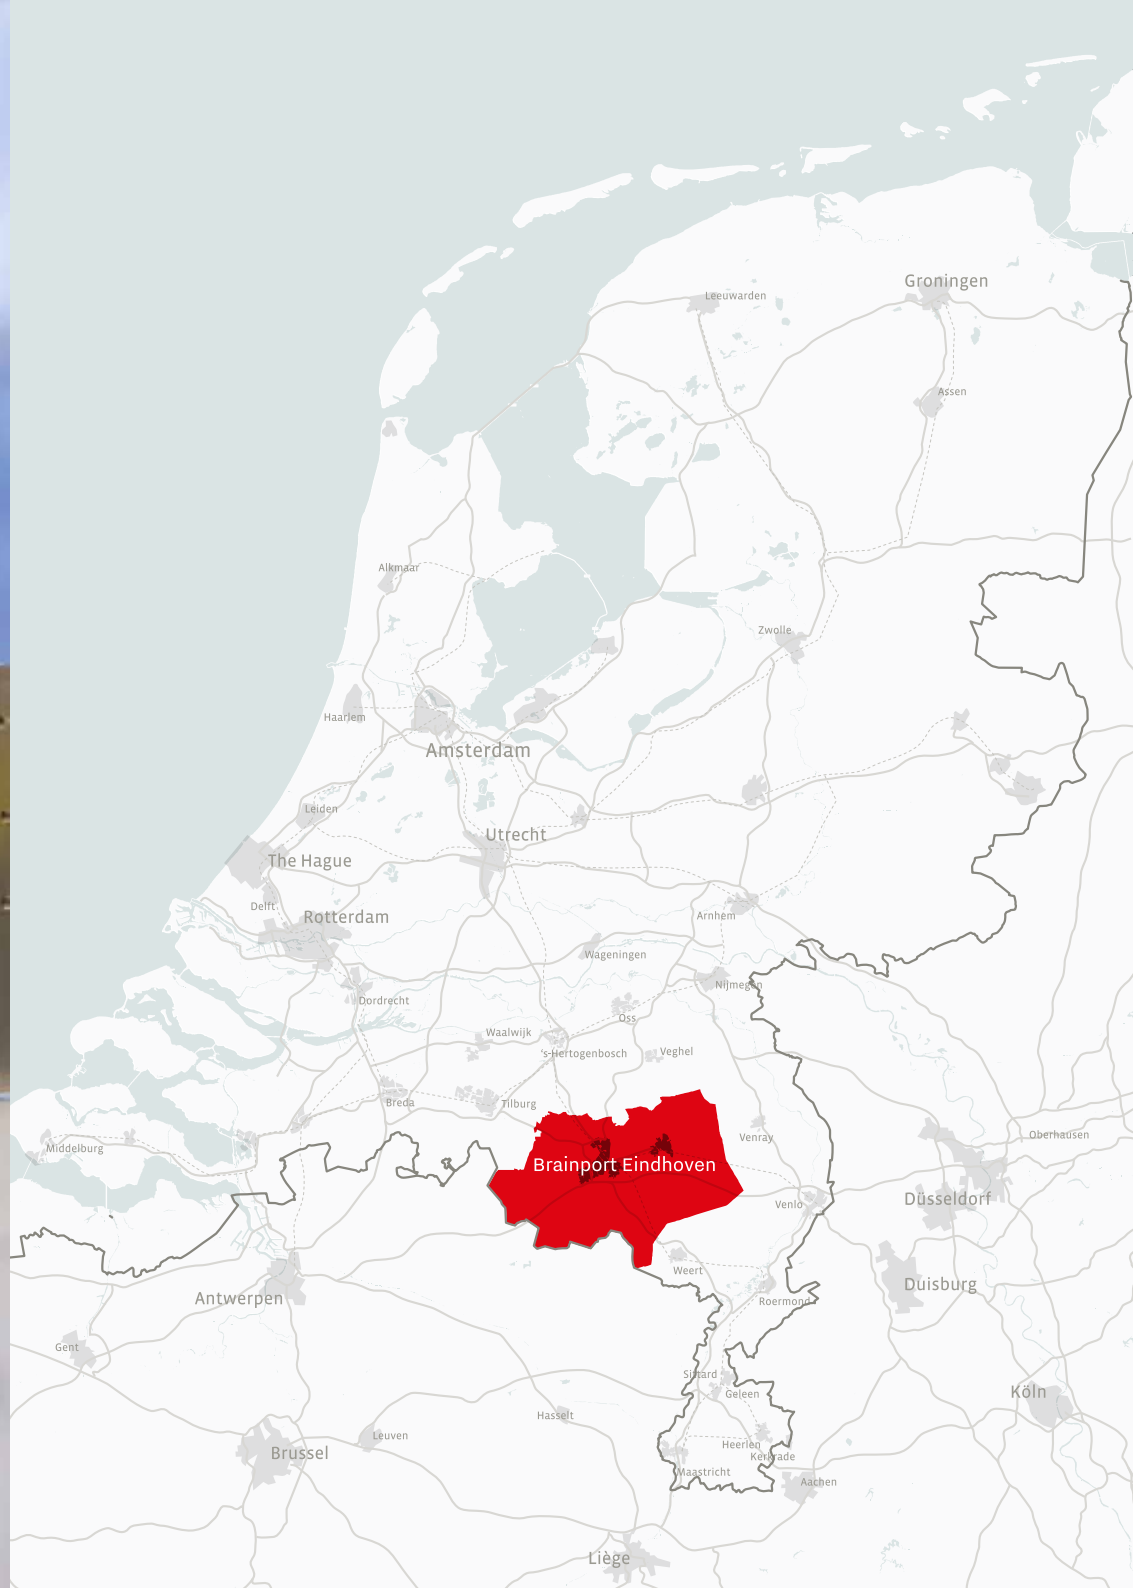 Groningen
Leeuwarden
Assen
Alkmaar
Zwolle
Haarlem
Amsterdam
Leiden
Utrecht
The Hague
Delft
Rotterdam
Arnhem
Wageningen
Nijmegen
Dordrecht
Oss
Waalwijk
's-Hertogenbosch
Veghel
Breda
Tilburg
Venray
Oberhausen
Middelburg
Brainport Eindhoven
Venlo
Düsseldorf
Weert
Duisburg
Antwerpen
Roermond
Gent
Sittard
Geleen
Köln
Hasselt
Leuven
Heerlen
Brussel
Kerkrade
Maastricht
Aachen
Liège